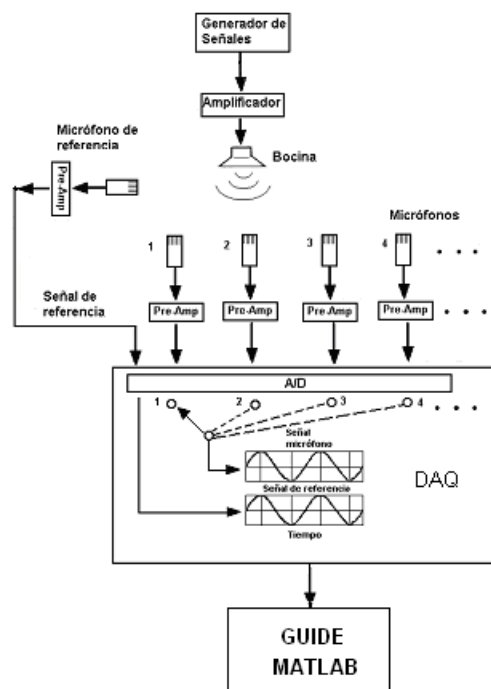 Generador de
Señales
Amplificador
Bocina
Micrófono de
referencia
Pre-Amp
Micrófonos
1 2 3 4 . . .
Pre-Amp Pre-Amp Pre-Amp Pre-Amp . . .
Señal de
referencia
A/D
1 2 3 4 . . .
Señal
micrófono
Señal de referencia
Tiempo
DAQ
GUIDE
MATLAB